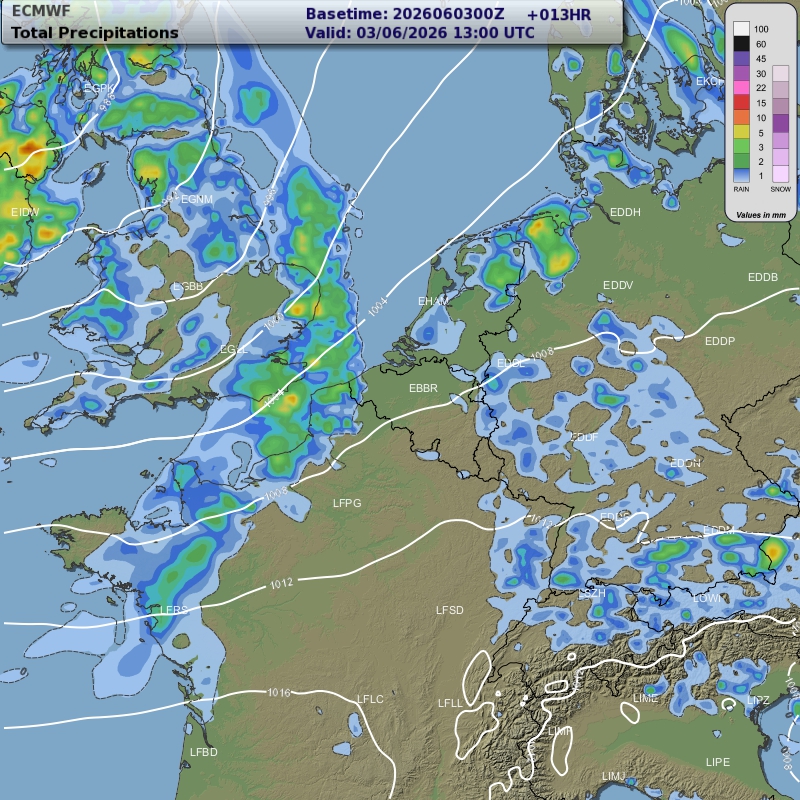 ECMWF
Basetime: 2026060300Z +013HR
Total Precipitations
Valid: 03/06/2026 13:00 UTC
100
60
45
30
22
15
10
5
3
2
1
RAIN SNOW
Values in mm
EGPK
988
EIDW
EGNM
EGBB
EGLL
1004
EHAM
EDDH
EDDV
EDDB
EDDP
1008
EDDL
EBBR
EDDF
EDDN
LFPG
1008
EDDS
EDDM
1012
LFRS
LFSD
LSZH
LOWI
1016
LFLC
LFLL
LIMF
LIPZ
LFBD
LIPE
LIMJ
1008